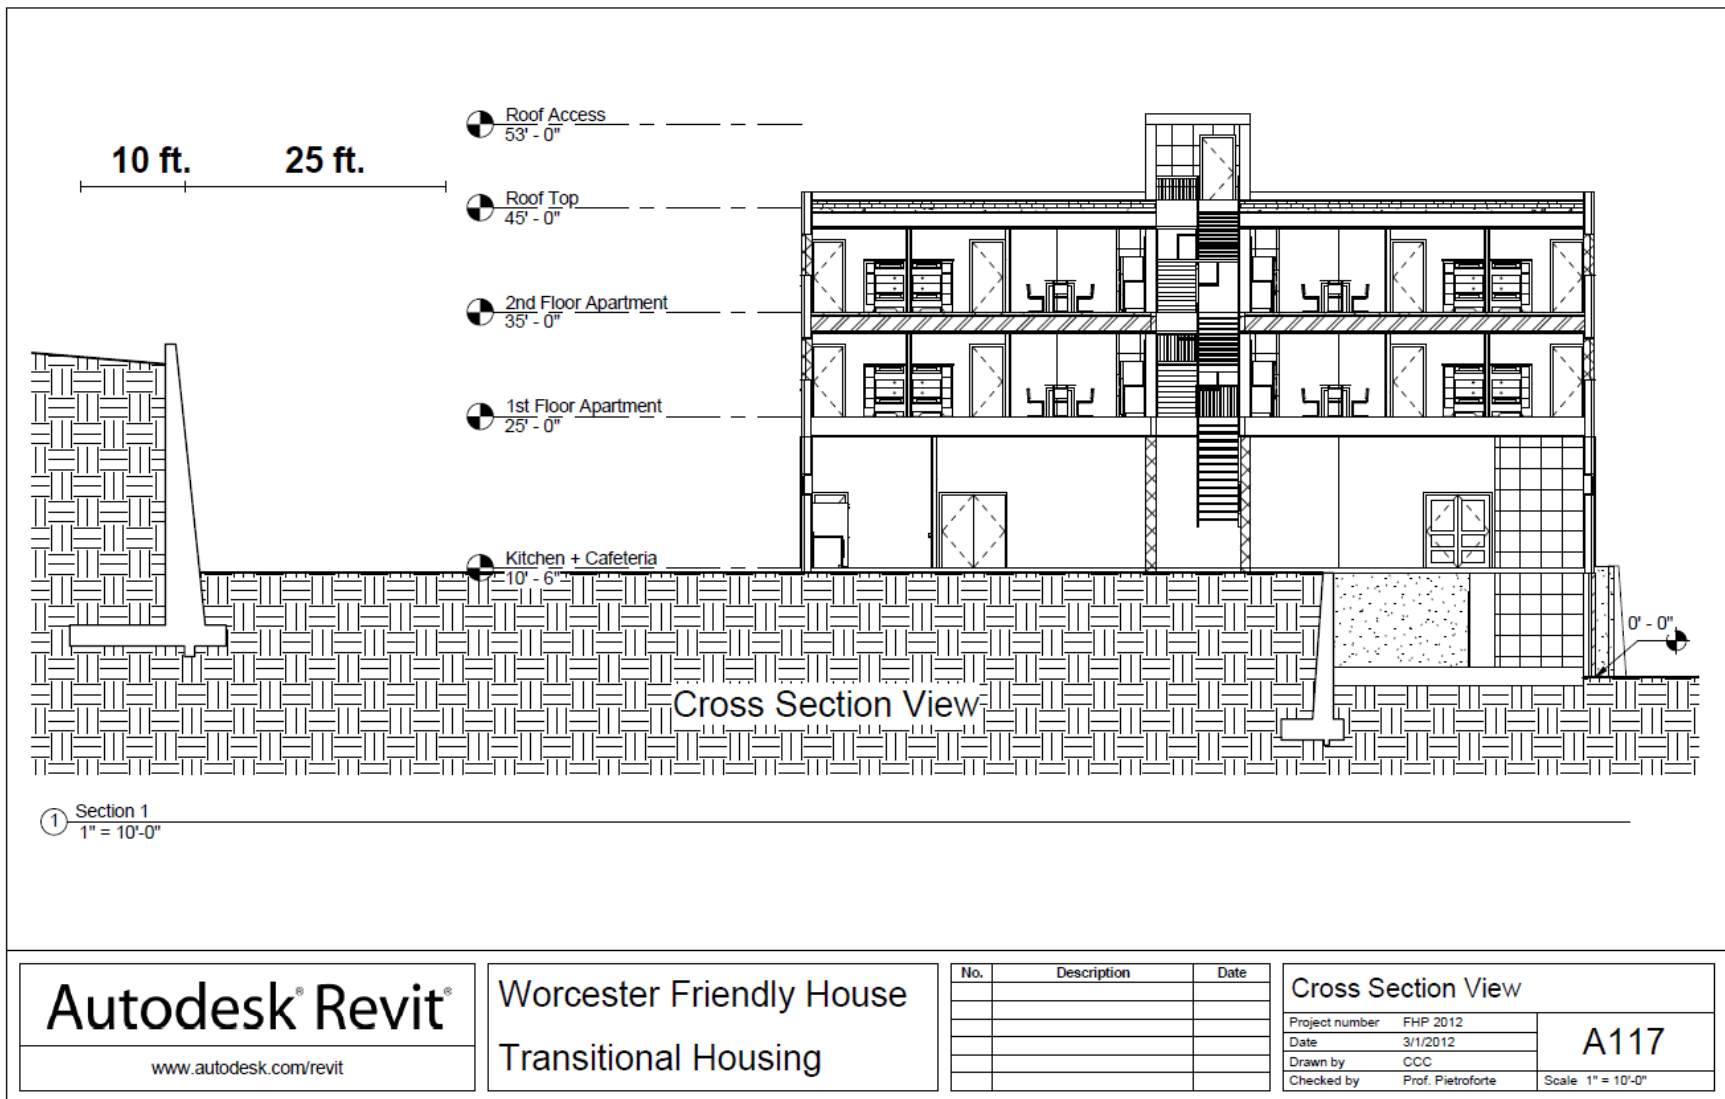 Roof Access
53' - 0"
10 ft.
25 ft.
Roof Top
45' - 0"
2nd Floor Apartment
35' - 0"
1st Floor Apartment
25' - 0"
Kitchen + Cafeteria
10' - 6"
0' - 0"
Cross Section View
1
Section 1
1" = 10'-0"
Autodesk® Revit®
www.autodesk.com/revit
Worcester Friendly House
Transitional Housing
No. Description Date
Cross Section View
Project number FHP 2012
Date 3/1/2012
Drawn by CCC
Checked by Prof. Pietroforte
A117
Scale 1" = 10'-0"